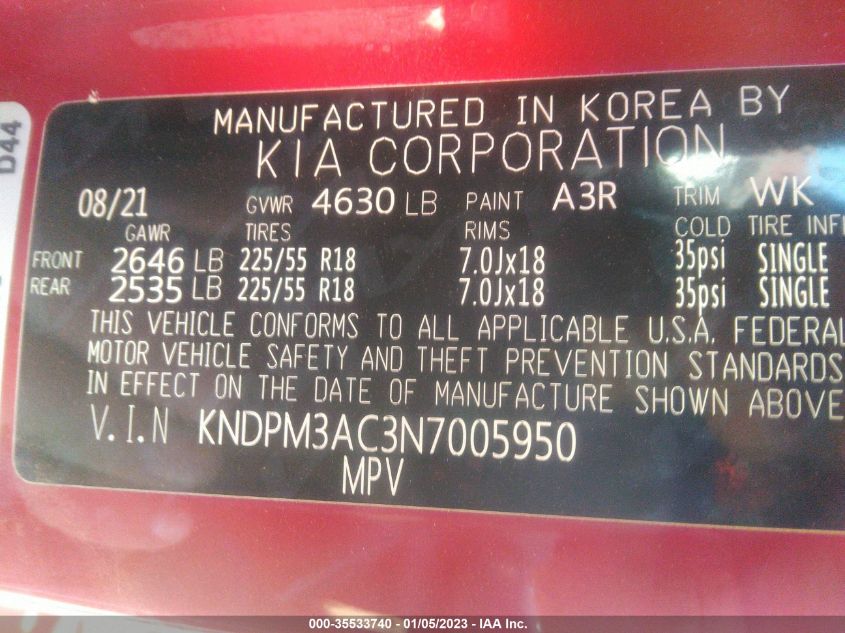 D44
MANUFACTURED IN KOREA BY
KIA CORPORATION
08/21 GVWR 4630 LB PAINT A3R TRIM WK
GAWR TIRES RIMS COLD TIRE INF
FRONT 2646 LB 225/55 R18 7.0Jx18 35psi SINGLE
REAR 2535 LB 225/55 R18 7.0Jx18 35psi SINGLE
THIS VEHICLE CONFORMS TO ALL APPLICABLE U.S.A. FEDERAL
MOTOR VEHICLE SAFETY AND THEFT PREVENTION STANDARDS
IN EFFECT ON THE DATE OF MANUFACTURE SHOWN ABOVE
V.I.N KNDPM3AC3N7005950
MPV
000-35533740 - 01/05/2023 - IAA Inc.